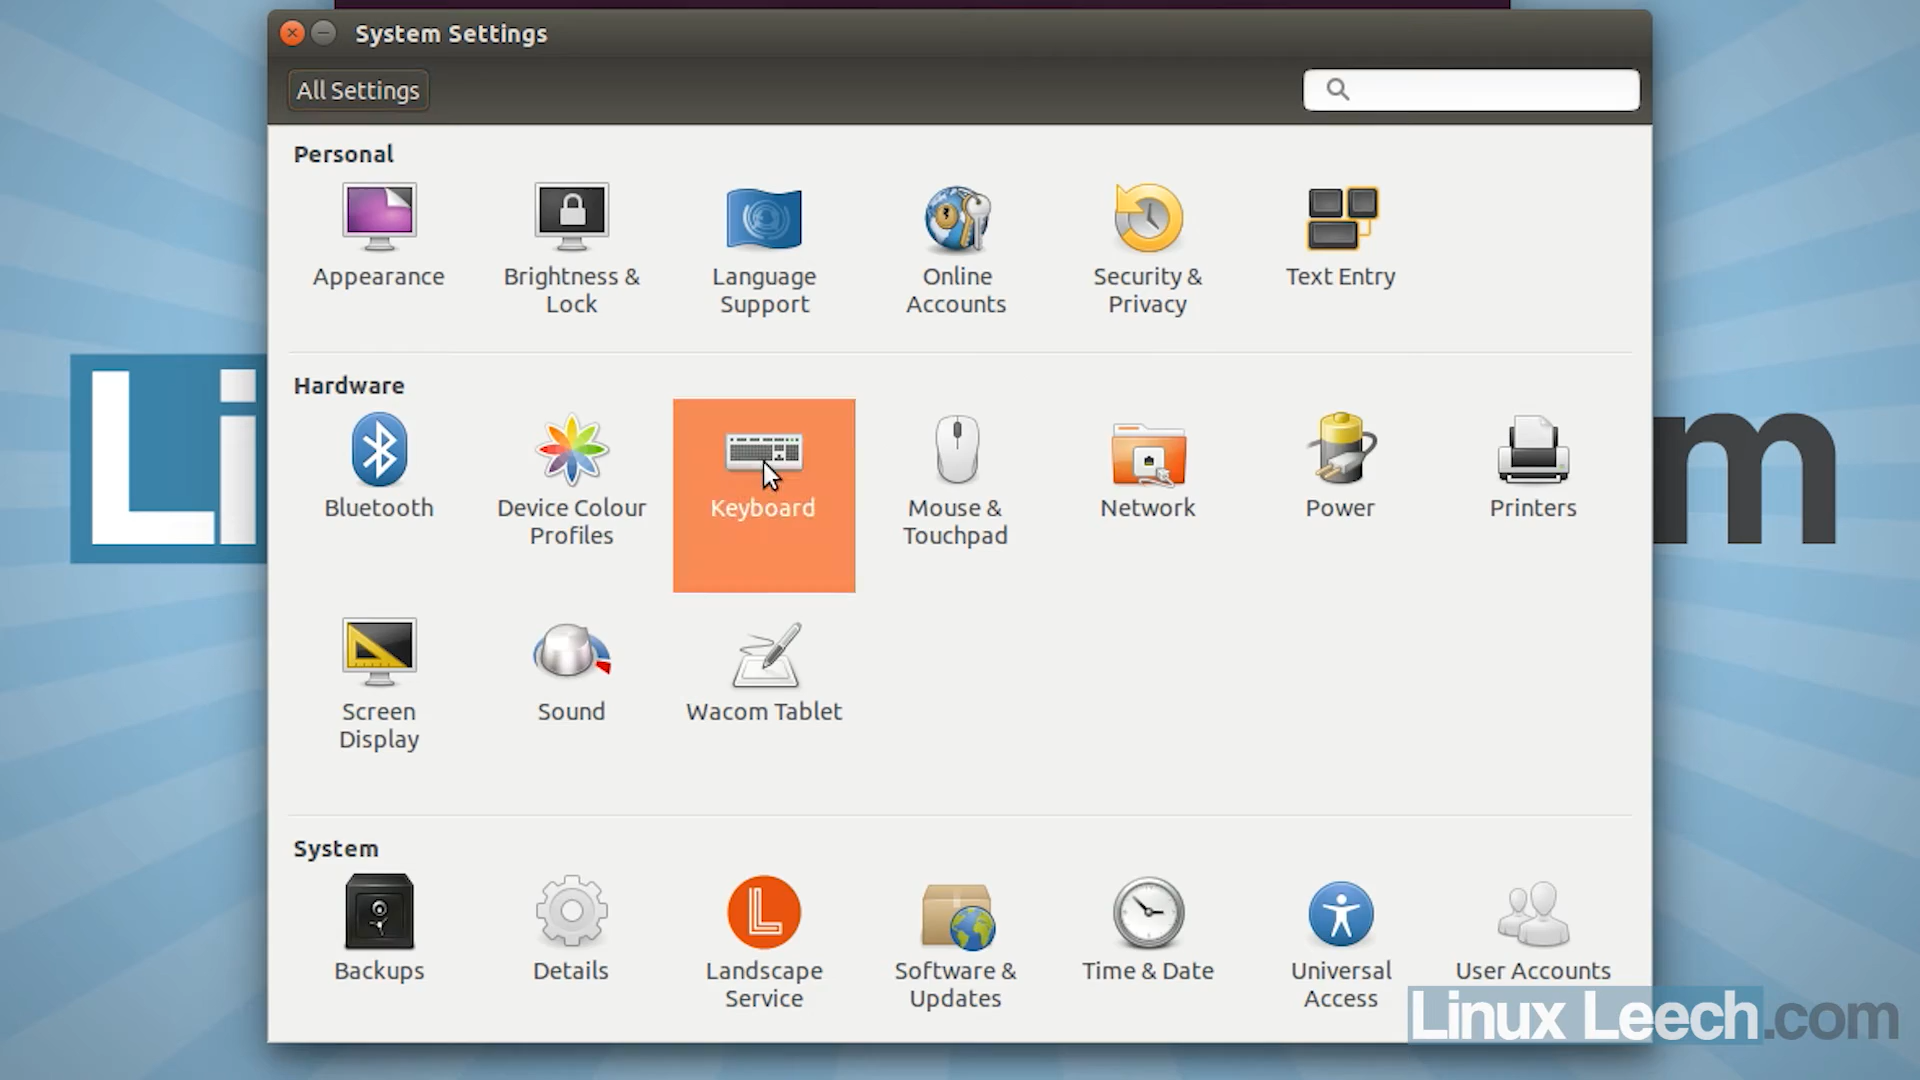 System Settings
All Settings
Personal
Appearance
Brightness &
Lock
Language
Support
Online
Accounts
Security &
Privacy
Text Entry
Hardware
Bluetooth
Device Colour
Profiles
Keyboard
Mouse &
Touchpad
Network
Power
Printers
Li
m
Screen
Display
Sound
Wacom Tablet
System
Backups
Details
Landscape
Service
Software &
Updates
Time & Date
Universal
Access
User Accounts
Linux Leech.com